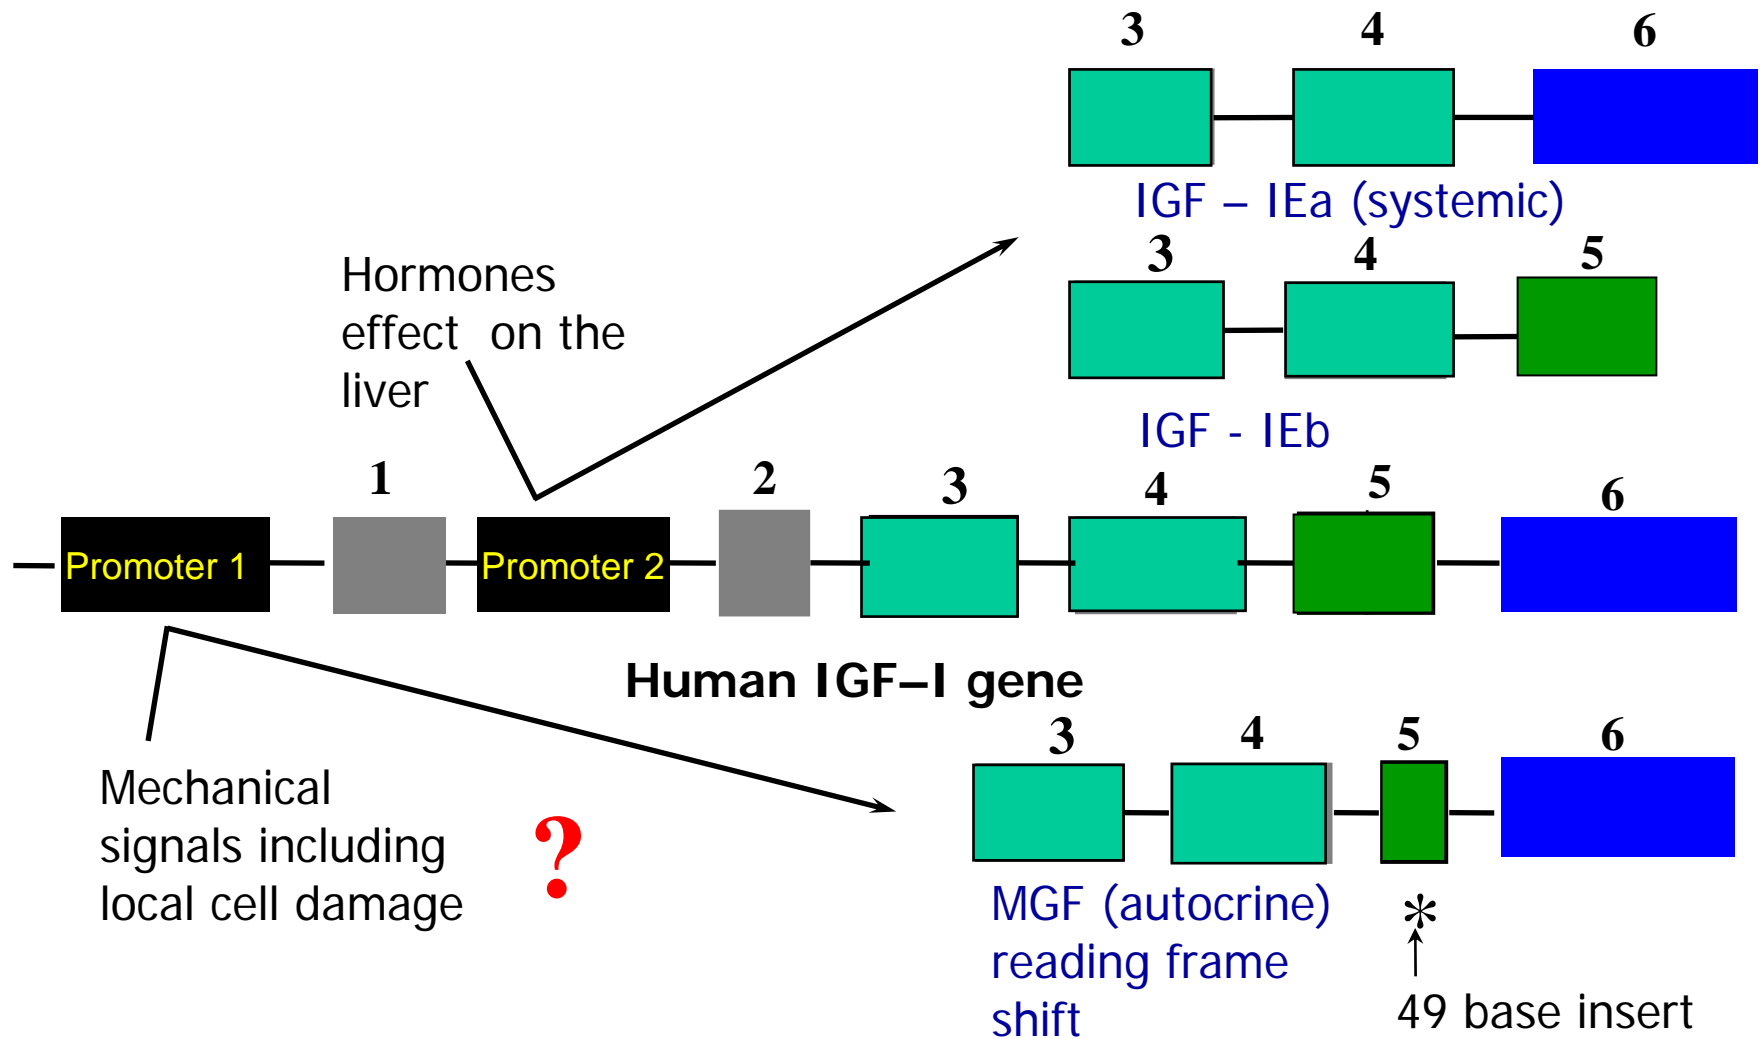 3 4 6
IGF – IEa (systemic)
3 4 5
IGF - IEb
Hormones
effect on the
liver
1 2 3 4 5 6
Promoter 1 Promoter 2
Human IGF–I gene
3 4 5 6
Mechanical
signals including
local cell damage
?
MGF (autocrine)
reading frame
shift
*
49 base insert